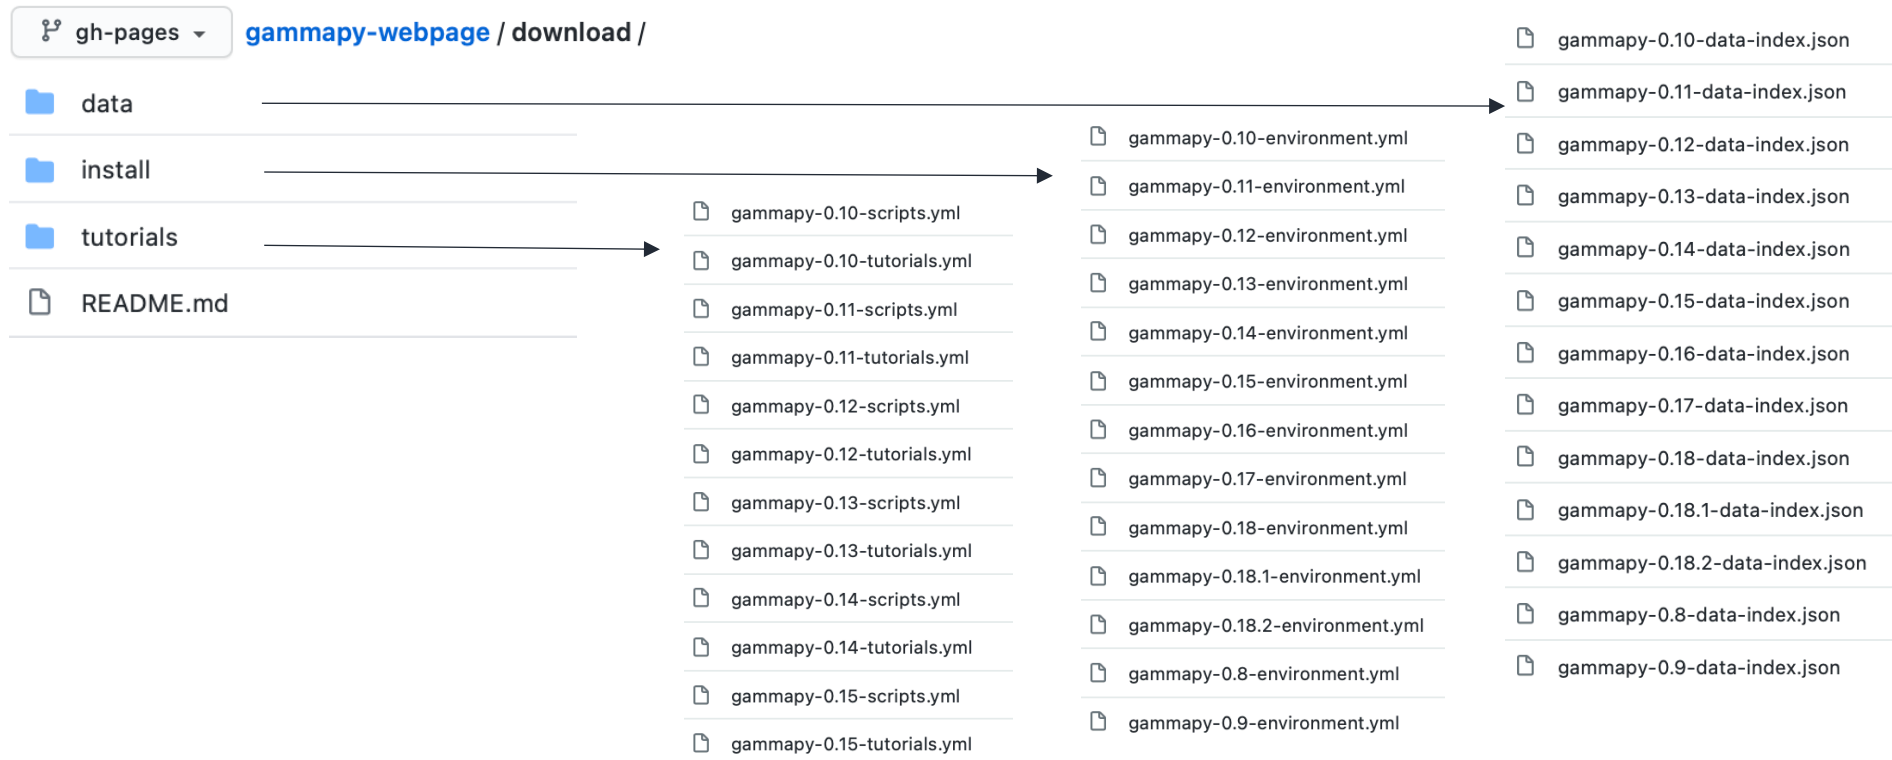 gh-pages
gammapy-webpage / download /
data
install
tutorials
README.md
gammapy-0.10-scripts.yml
gammapy-0.10-tutorials.yml
gammapy-0.11-scripts.yml
gammapy-0.11-tutorials.yml
gammapy-0.12-scripts.yml
gammapy-0.12-tutorials.yml
gammapy-0.13-scripts.yml
gammapy-0.13-tutorials.yml
gammapy-0.14-scripts.yml
gammapy-0.14-tutorials.yml
gammapy-0.15-scripts.yml
gammapy-0.15-tutorials.yml
gammapy-0.10-environment.yml
gammapy-0.11-environment.yml
gammapy-0.12-environment.yml
gammapy-0.13-environment.yml
gammapy-0.14-environment.yml
gammapy-0.15-environment.yml
gammapy-0.16-environment.yml
gammapy-0.17-environment.yml
gammapy-0.18-environment.yml
gammapy-0.18.1-environment.yml
gammapy-0.18.2-environment.yml
gammapy-0.8-environment.yml
gammapy-0.9-environment.yml
gammapy-0.10-data-index.json
gammapy-0.11-data-index.json
gammapy-0.12-data-index.json
gammapy-0.13-data-index.json
gammapy-0.14-data-index.json
gammapy-0.15-data-index.json
gammapy-0.16-data-index.json
gammapy-0.17-data-index.json
gammapy-0.18-data-index.json
gammapy-0.18.1-data-index.json
gammapy-0.18.2-data-index.json
gammapy-0.8-data-index.json
gammapy-0.9-data-index.json